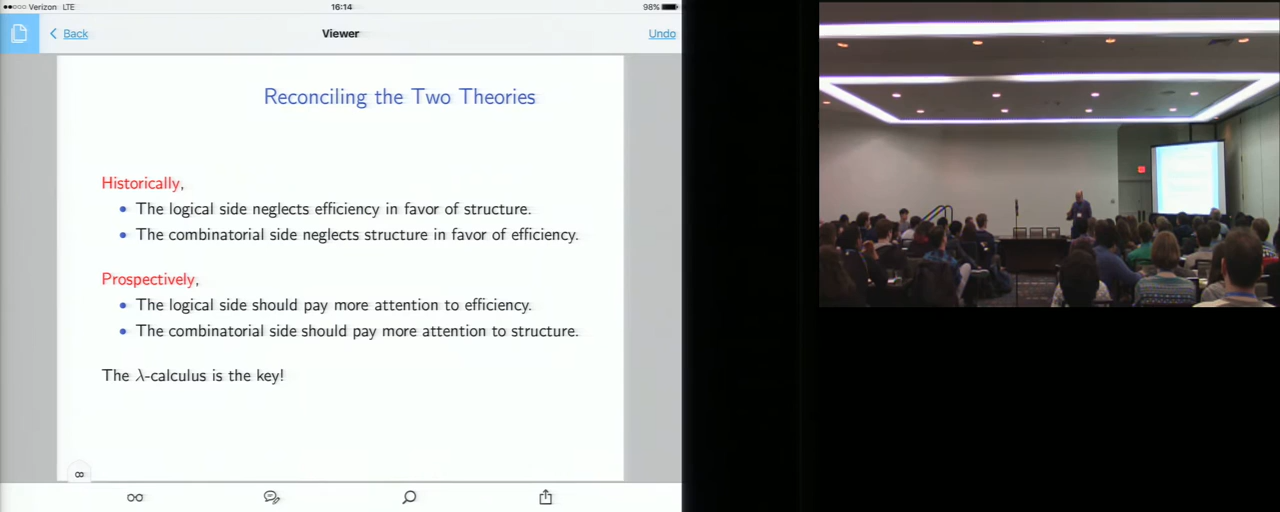 Verizon LTE
16:14
98%
Back
Viewer
Undo
Reconciling the Two Theories
Historically,
• The logical side neglects efficiency in favor of structure.
• The combinatorial side neglects structure in favor of efficiency.
Prospectively,
• The logical side should pay more attention to efficiency.
• The combinatorial side should pay more attention to structure.
The λ-calculus is the key!
8